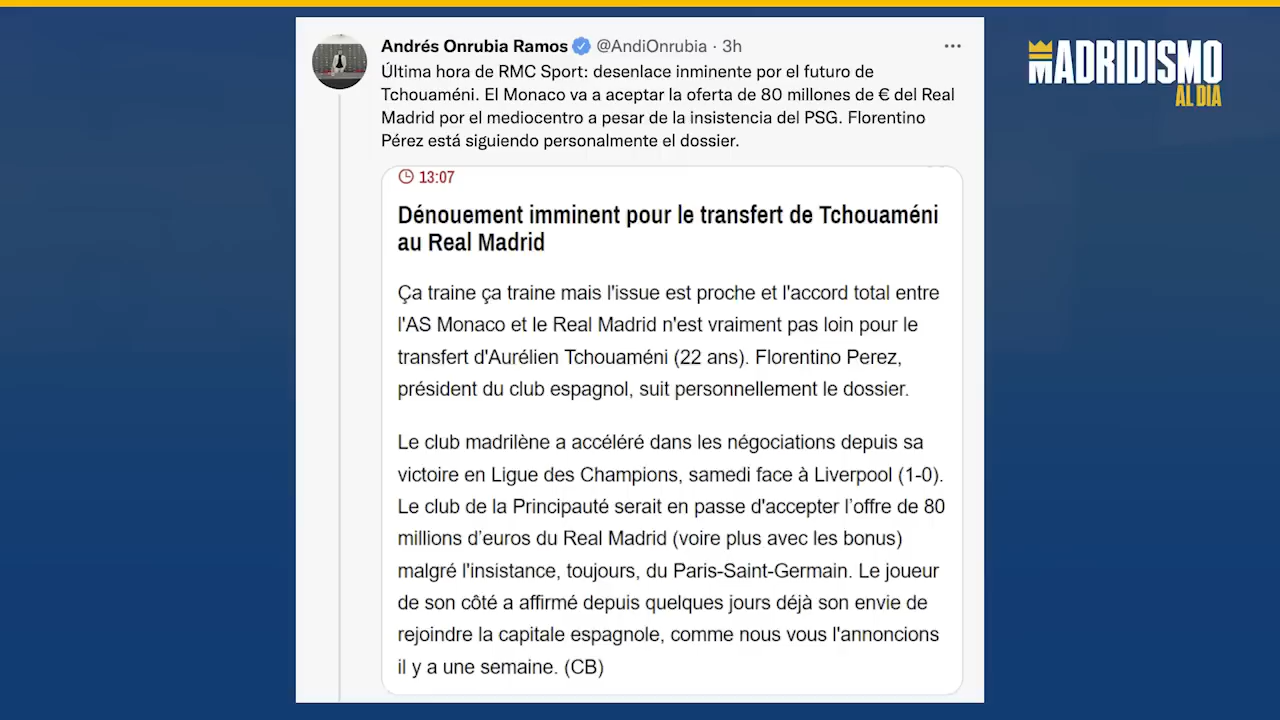 Andrés Onrubia Ramos @AndiOnrubia · 3h
Última hora de RMC Sport: desenlace inminente por el futuro de
Tchouaméni. El Monaco va a aceptar la oferta de 80 millones de € del Real
Madrid por el mediocentro a pesar de la insistencia del PSG. Florentino
Pérez está siguiendo personalmente el dossier.
13:07
Dénouement imminent pour le transfert de Tchouaméni
au Real Madrid
Ça traine ça traine mais l'issue est proche et l'accord total entre
l'AS Monaco et le Real Madrid n'est vraiment pas loin pour le
transfert d'Aurélien Tchouaméni (22 ans). Florentino Perez,
président du club espagnol, suit personnellement le dossier.
Le club madrilène a accéléré dans les négociations depuis sa
victoire en Ligue des Champions, samedi face à Liverpool (1-0).
Le club de la Principauté serait en passe d'accepter l’offre de 80
millions d’euros du Real Madrid (voire plus avec les bonus)
malgré l'insistance, toujours, du Paris-Saint-Germain. Le joueur
de son côté a affirmé depuis quelques jours déjà son envie de
rejoindre la capitale espagnole, comme nous vous l'annoncions
il y a une semaine. (CB)
MADRIDISMO
AL DIA